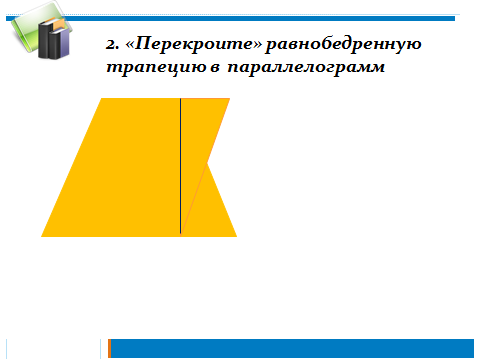 2. «Перекроите» равнобедренную
трапецию в параллелограмм